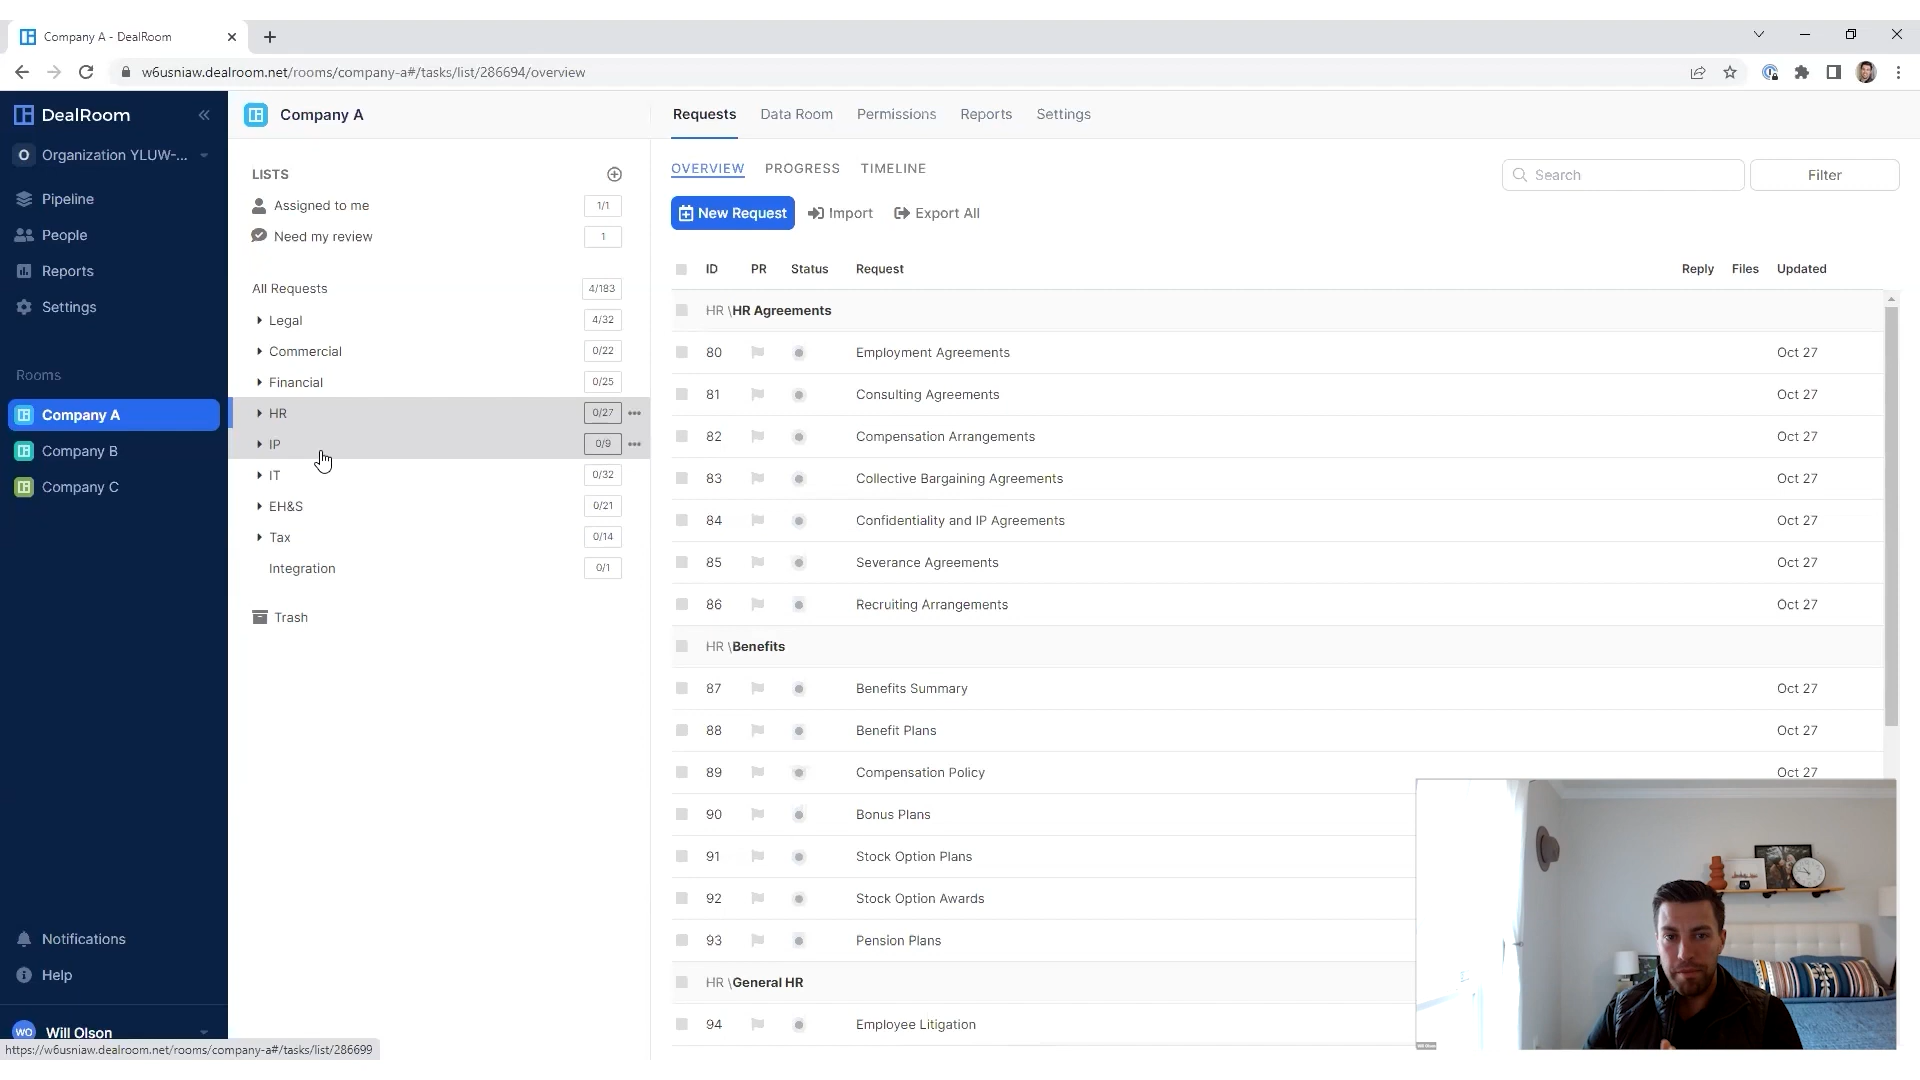 Company A - DealRoom
w6usniaw.dealroom.net/rooms/company-a#/tasks/list/286694/overview
DealRoom
O Organization YLUW-...
Pipeline
People
Reports
Settings
Rooms
Company A
Company B
Company C
Notifications
Help
WO Will Olson
https://w6usniaw.dealroom.net/rooms/company-a#/tasks/list/286699
Company A
LISTS
Assigned to me 1/1
Need my review 1
All Requests 4/183
Legal 4/32
Commercial 0/22
Financial 0/25
HR 0/27
IP 0/9
IT 0/32
EH&S 0/21
Tax 0/14
Integration 0/1
Trash
Requests Data Room Permissions Reports Settings
OVERVIEW PROGRESS TIMELINE
Search Filter
New Request Import Export All
ID PR Status Request Reply Files Updated
HR \HR Agreements
80 Employment Agreements Oct 27
81 Consulting Agreements Oct 27
82 Compensation Arrangements Oct 27
83 Collective Bargaining Agreements Oct 27
84 Confidentiality and IP Agreements Oct 27
85 Severance Agreements Oct 27
86 Recruiting Arrangements Oct 27
HR \Benefits
87 Benefits Summary Oct 27
88 Benefit Plans Oct 27
89 Compensation Policy Oct 27
90 Bonus Plans
91 Stock Option Plans
92 Stock Option Awards
93 Pension Plans
HR \General HR
94 Employee Litigation
Will Olson